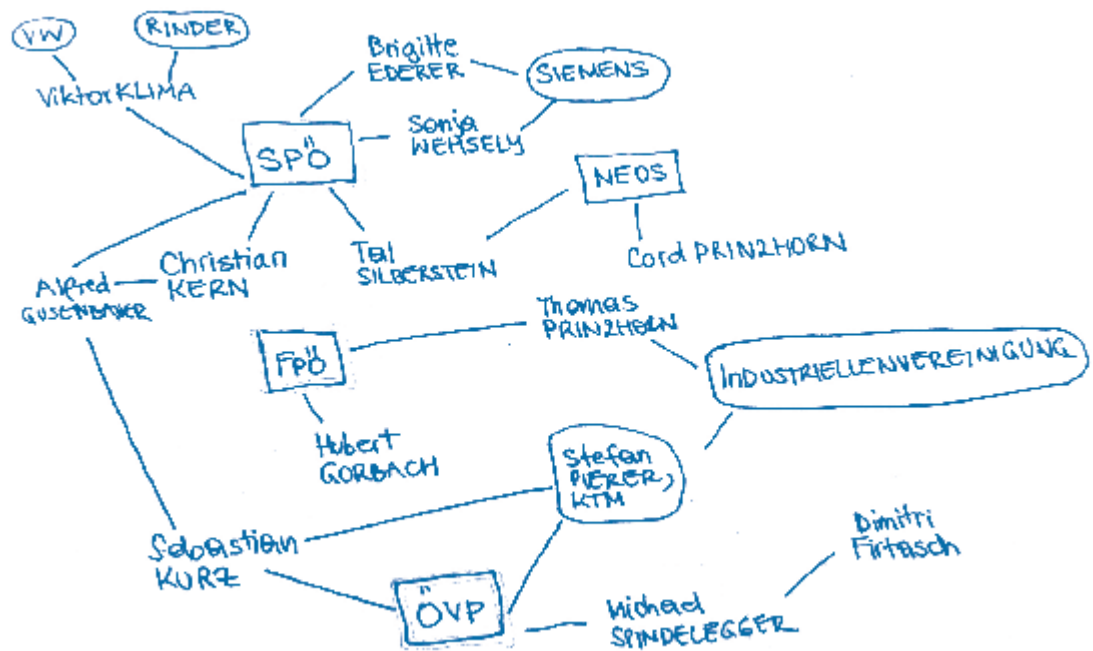 VW
RINDER
Viktor KLIMA
Brigitte
EDERER
SIEMENS
Sonja
WEHSELY
SPÖ
NEOS
Cord PRINZHORN
Tal
SILBERSTEIN
Christian
KERN
Alfred
GUSENBAUER
Thomas
PRINZHORN
FPÖ
INDUSTRIELLENVEREINIGUNG
Hubert
GORBACH
Stefan
PIERER,
KTM
Sebastian
KURZ
Dimitri
Firtasch
ÖVP
Michael
SPINDELEGGER